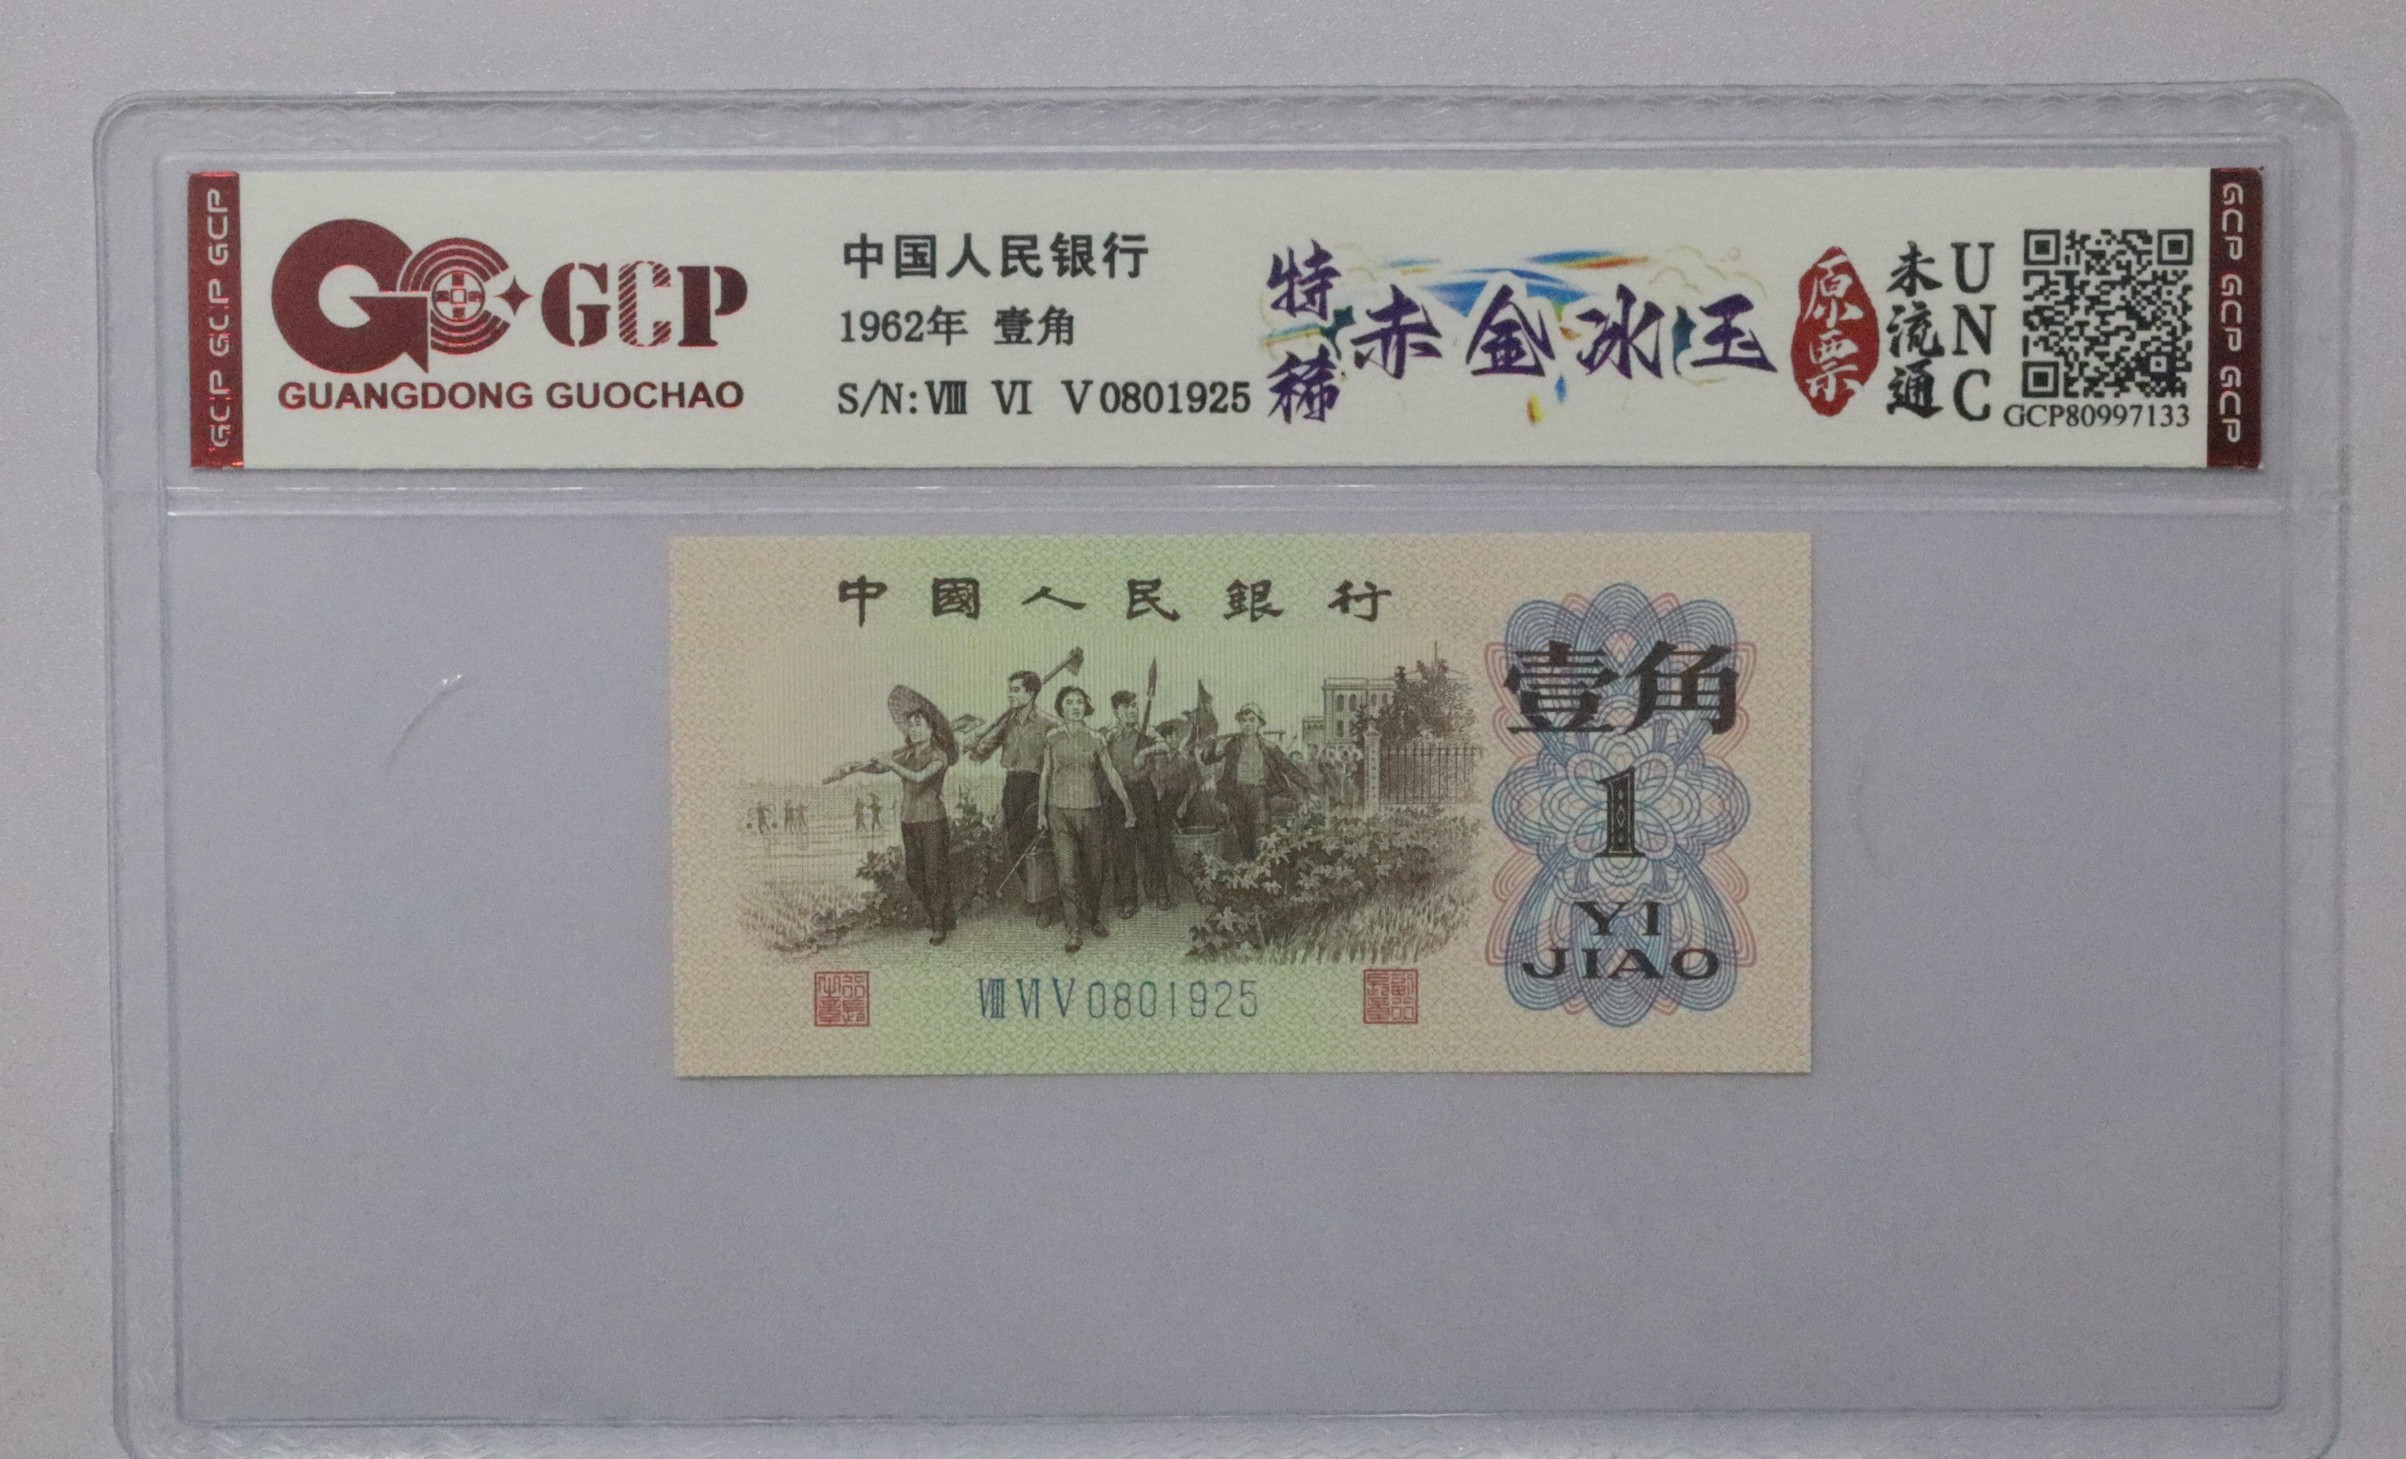 GCP GCP GCP
GCP
GUANGDONG GUOCHAO
中国人民银行
1962年 壹角
S/N: Ⅷ Ⅵ Ⅴ 0801925
特稀
赤金冰玉
原票
未流通
UNC
GCP80997133
GCP GCP GCP
中國人民銀行
壹角
1
YI
JIAO
Ⅷ Ⅵ Ⅴ 0801925